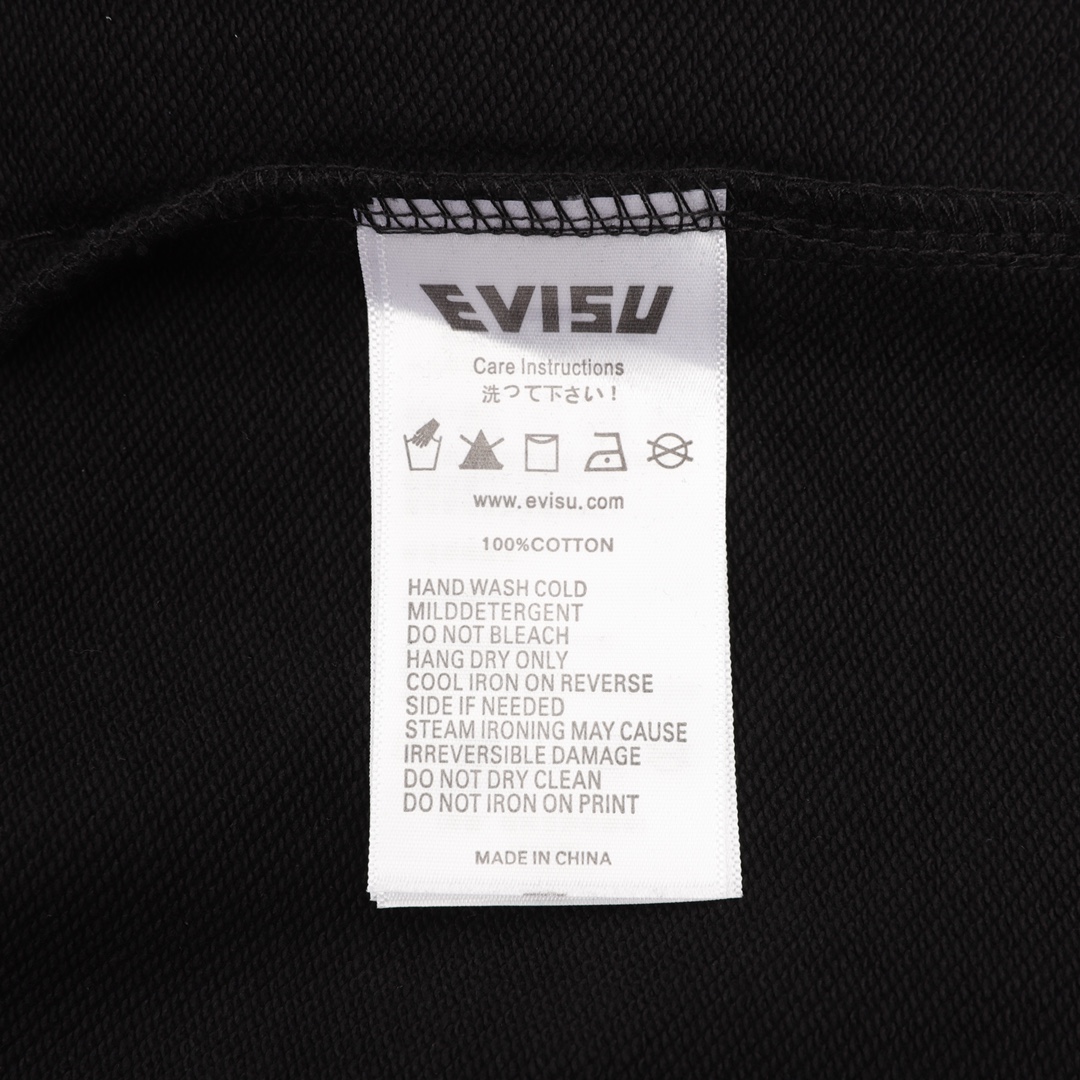 EVISU
Care Instructions
洗つて下さい！
www.evisu.com
100%COTTON
HAND WASH COLD
MILDDETERGENT
DO NOT BLEACH
HANG DRY ONLY
COOL IRON ON REVERSE
SIDE IF NEEDED
STEAM IRONING MAY CAUSE
IRREVERSIBLE DAMAGE
DO NOT DRY CLEAN
DO NOT IRON ON PRINT
MADE IN CHINA